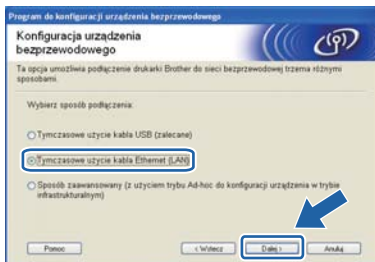 Program do konfiguracji urządzenia bezprzewodowego
Konfiguracja urządzenia
bezprzewodowego
Ta opcja umożliwia podłączenie drukarki Brother do sieci bezprzewodowej trzema różnymi
sposobami.
Wybierz sposób podłączenia:
Tymczasowe użycie kabla USB (zalecane)
Tymczasowe użycie kabla Ethernet (LAN)
Sposób zaawansowany (z użyciem trybu Ad-hoc do konfiguracji urządzenia w trybie
infrastrukturalnym)
Pomoc
< Wstecz
Dalej >
Anuluj